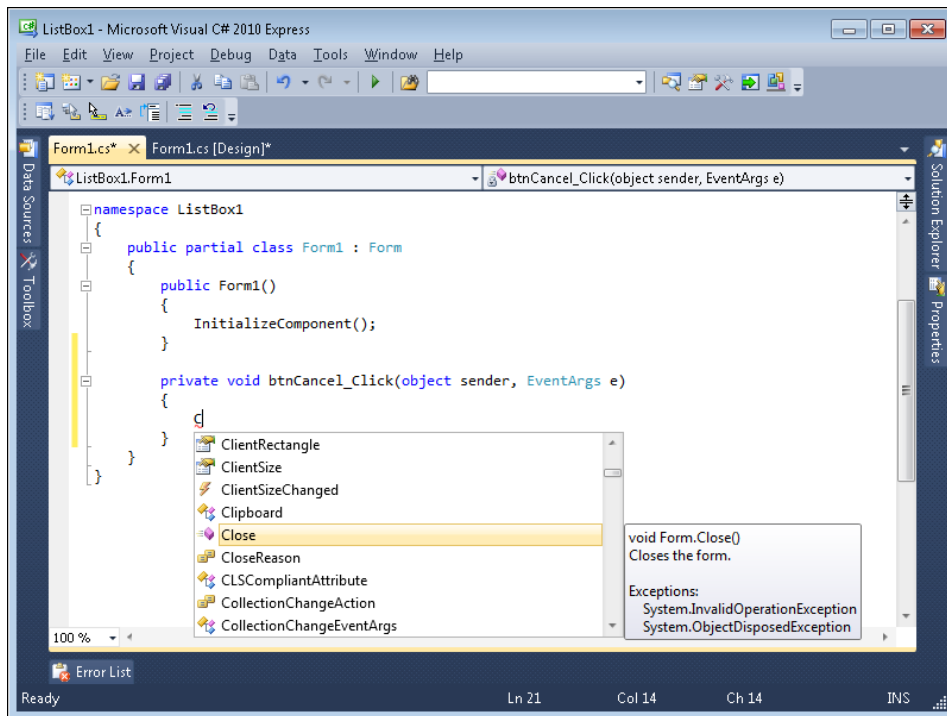 ListBox1 - Microsoft Visual C# 2010 Express
File Edit View Project Debug Data Tools Window Help
Form1.cs* Form1.cs [Design]*
ListBox1.Form1 btnCancel_Click(object sender, EventArgs e)
Data Sources
Toolbox
Solution Explorer
Properties
namespace ListBox1
{
public partial class Form1 : Form
{
public Form1()
{
InitializeComponent();
}
private void btnCancel_Click(object sender, EventArgs e)
{
C
}
}
}
ClientRectangle
ClientSize
ClientSizeChanged
Clipboard
Close
CloseReason
CLSCompliantAttribute
CollectionChangeAction
CollectionChangeEventArgs
void Form.Close()
Closes the form.
Exceptions:
System.InvalidOperationException
System.ObjectDisposedException
100 %
Error List
Ready Ln 21 Col 14 Ch 14 INS